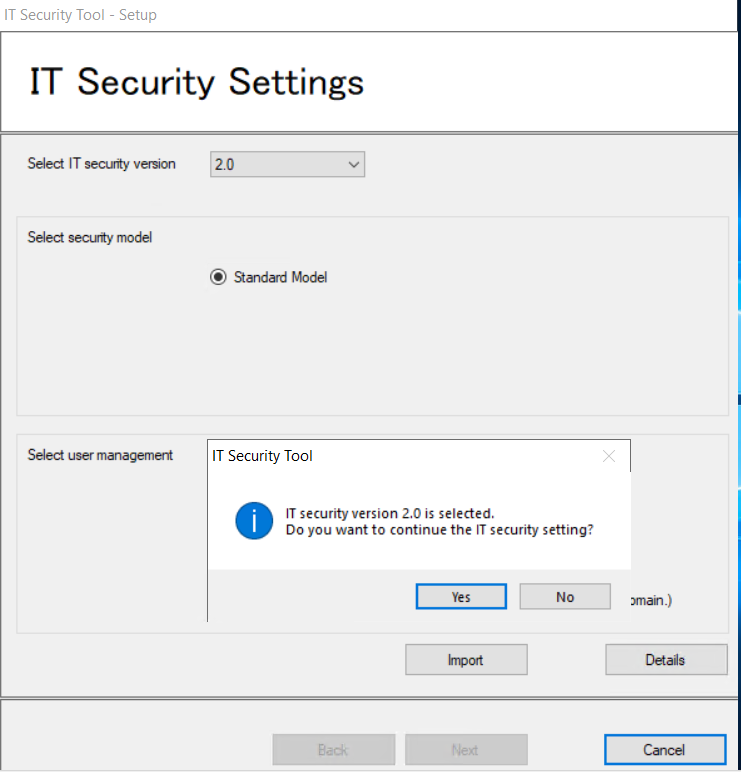 IT Security Tool - Setup
IT Security Settings
Select IT security version
2.0
Select security model
Standard Model
Select user management
IT Security Tool
IT security version 2.0 is selected.
Do you want to continue the IT security setting?
Yes
No
omain.)
Import
Details
Back
Next
Cancel